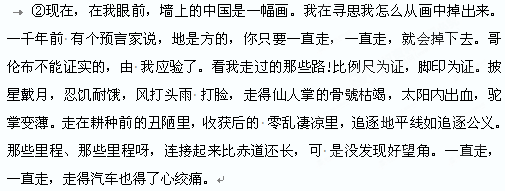 → ②现在，在我眼前，墙上的中国是一幅画。我在寻思我怎么从画中掉出来。
一千年前·有个预言家说，地是方的，你只要一直走，一直走，就会掉下去。哥
伦布不能证实的，由·我应验了。看我走过的那些路!比例尺为证，脚印为证。披
星戴月，忍饥耐饿，风打头雨·打脸，走得仙人掌的骨號枯竭，太阳内出血，驼
掌变薄。走在耕种前的丑陋里，收获后的·零乱凄凉里，追逐地平线如追逐公义。
那些里程、那些里程呀，连接起来比赤道还长，可·是没发现好望角。一直走，
一直走，走得汽车也得了心绞痛。↵